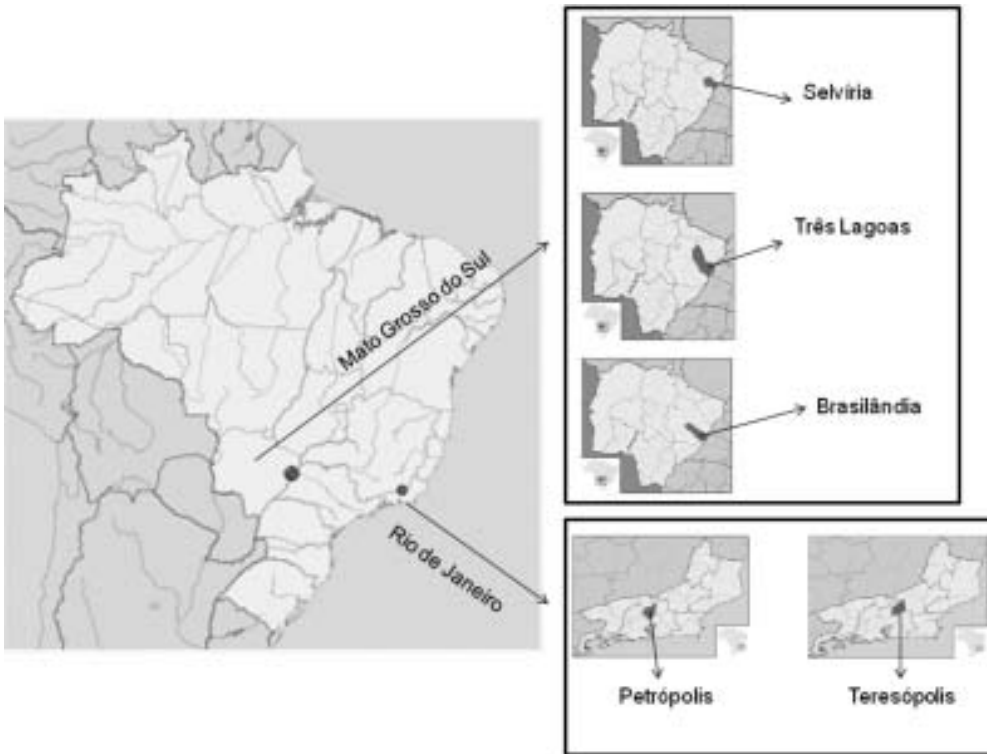 Selvíria
Três Lagoas
Mato Grosso do Sul
Brasilândia
Rio de Janeiro
Petrópolis
Teresópolis